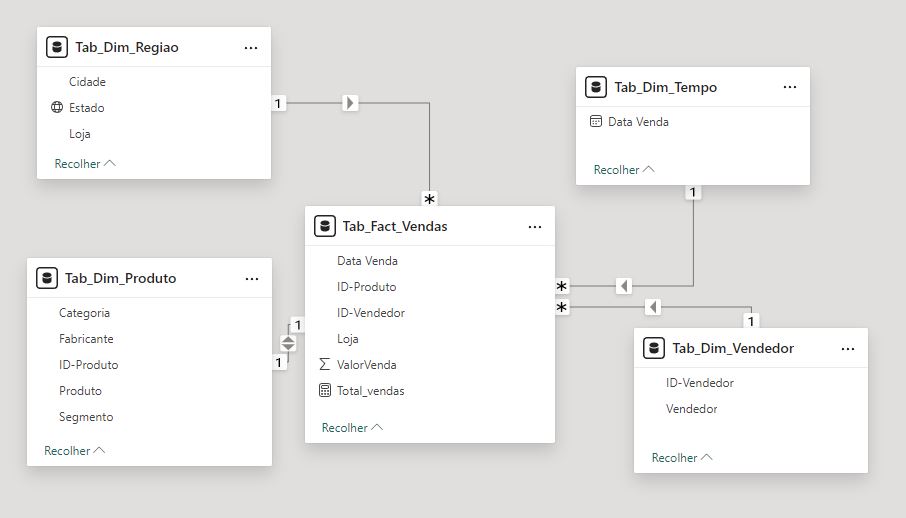 Tab_Dim_Regiao
Cidade
Estado
Loja
Recolher
1
*
Tab_Dim_Tempo
Data Venda
Recolher
1
*
Tab_Fact_Vendas
Data Venda
ID-Produto
ID-Vendedor
Loja
ValorVenda
Total_vendas
Recolher
Tab_Dim_Produto
Categoria
Fabricante
ID-Produto
Produto
Segmento
Recolher
1
1
*
1
Tab_Dim_Vendedor
ID-Vendedor
Vendedor
Recolher